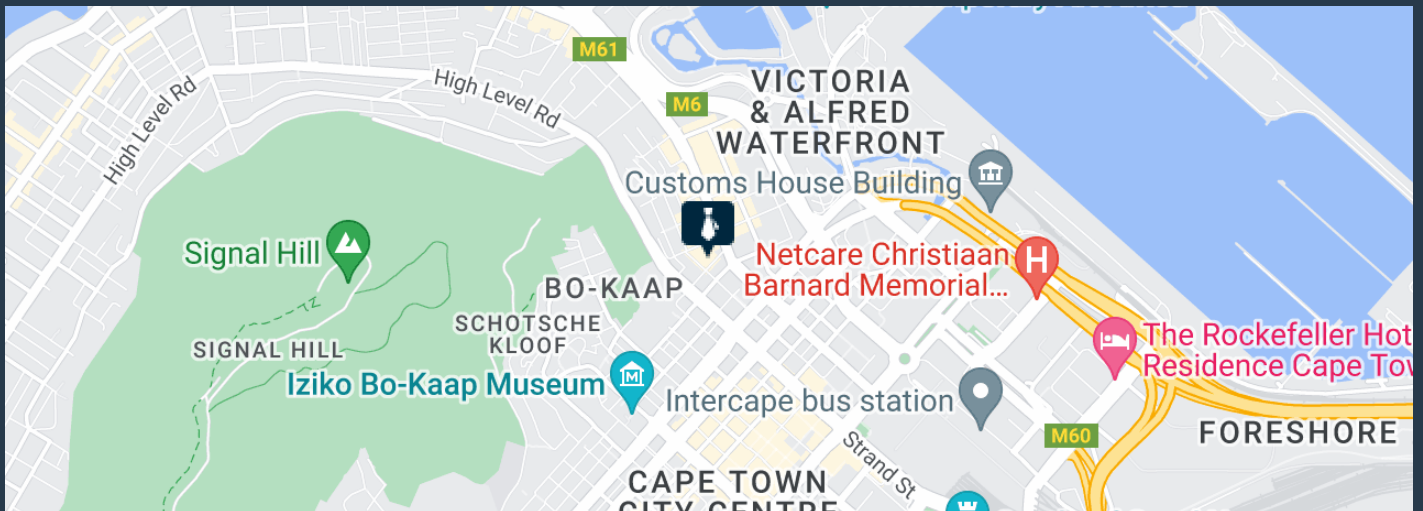 M61
High Level Rd
High Level Rd
M6
VICTORIA
& ALFRED
WATERFRONT
Customs House Building
Signal Hill
Netcare Christiaan
Barnard Memorial...
H
BO-KAAP
SCHOTSCHE
KLOOF
SIGNAL HILL
The Rockefeller Hot
Residence Cape Tow
Iziko Bo-Kaap Museum
M
Intercape bus station
M60
FORESHORE
Strand St
CAPE TOWN
CITY CENTRE